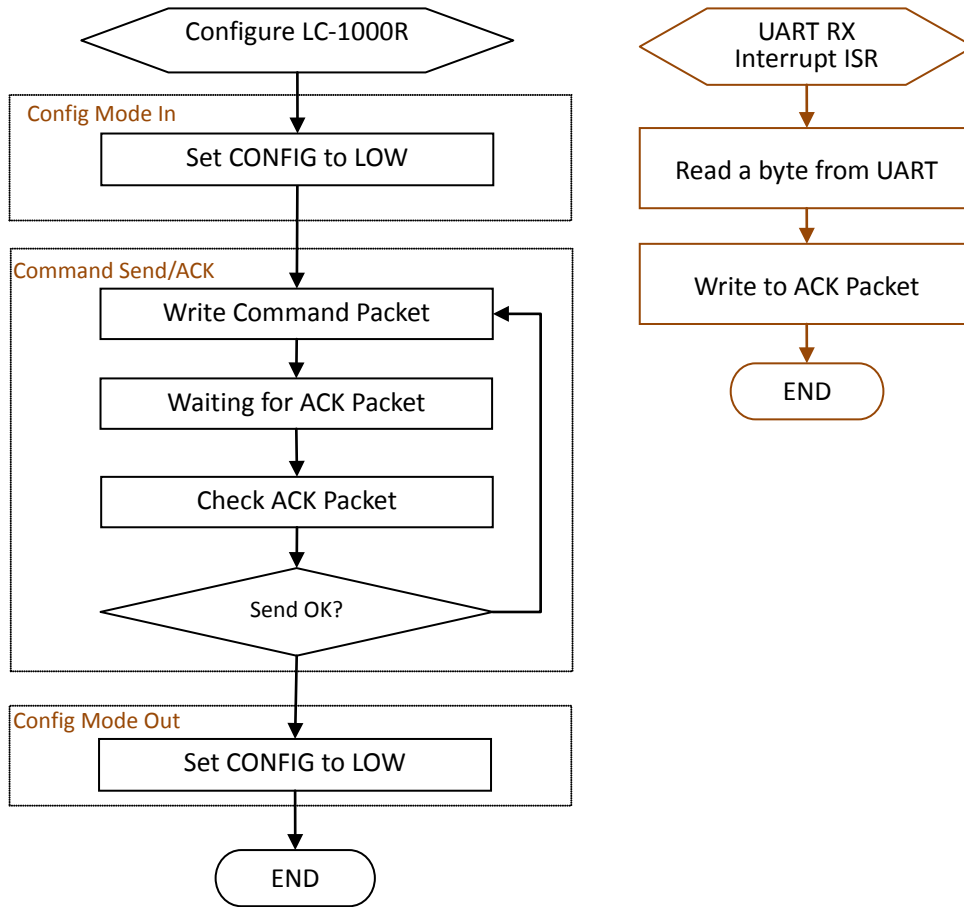 Configure LC-1000R
Config Mode In
Set CONFIG to LOW
Command Send/ACK
Write Command Packet
Waiting for ACK Packet
Check ACK Packet
Send OK?
Config Mode Out
Set CONFIG to LOW
END
UART RX
Interrupt ISR
Read a byte from UART
Write to ACK Packet
END